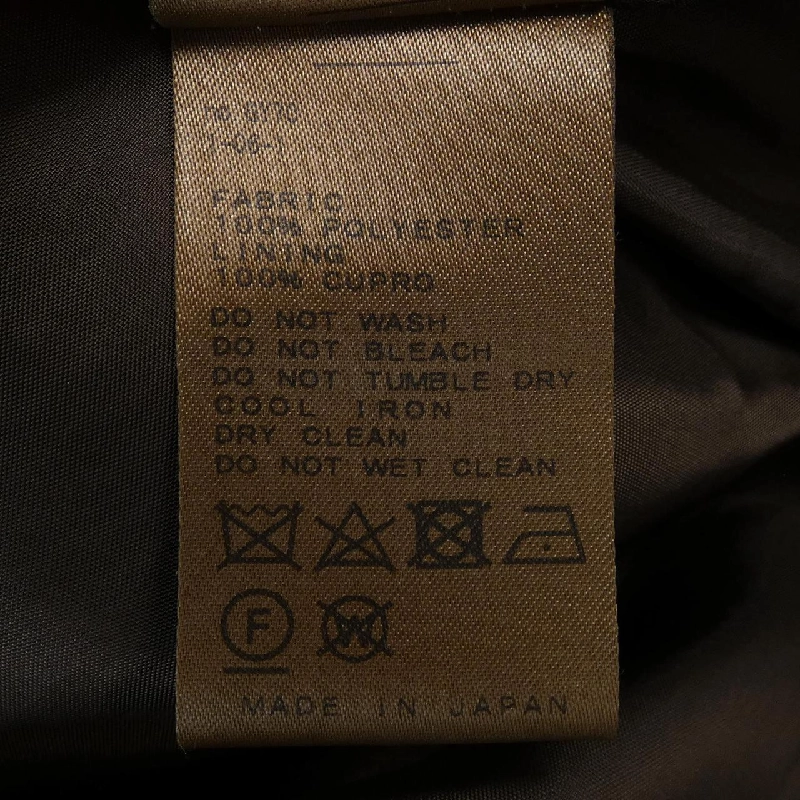 FABRIC
100% POLYESTER
LINING
100% CUPRO
DO NOT WASH
DO NOT BLEACH
DO NOT TUMBLE DRY
COOL IRON
DRY CLEAN
DO NOT WET CLEAN
F W
MADE IN JAPAN